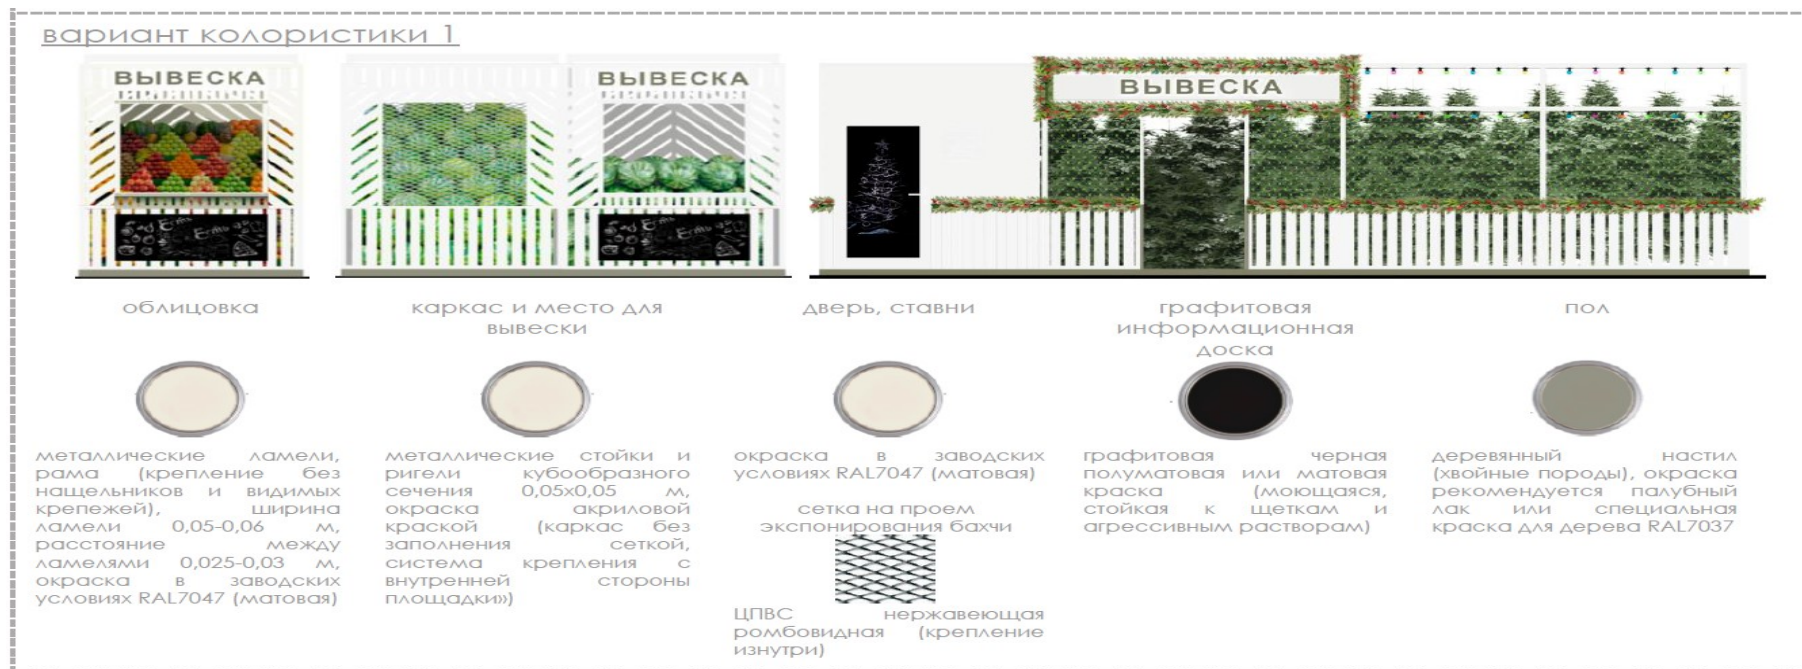 вариант колористики 1
ВЫВЕСКА
ВЫВЕСКА
ВЫВЕСКА
облицовка
каркас и место для
вывески
дверь, ставни
графитовая
информационная
доска
пол
металлические ламели,
рама (крепление без
нащельников и видимых
крепежей), ширина
ламели 0,05-0,06 м,
расстояние между
ламелями 0,025-0,03 м,
окраска в заводских
условиях RAL7047 (матовая)
металлические стойки и
ригели кубообразного
сечения 0,05х0,05 м,
окраска акриловой
краской (каркас без
заполнения сеткой,
система крепления с
внутренней стороны
площадки»)
окраска в заводских
условиях RAL7047 (матовая)
сетка на проем
экспонирования бахчи
ЦПВС нержавеющая
ромбовидная (крепление
изнутри)
графитовая черная
полуматовая или матовая
краска (моющаяся,
стойкая к щеткам и
агрессивным растворам)
деревянный настил
(хвойные породы), окраска
рекомендуется палубный
лак или специальная
краска для дерева RAL7037